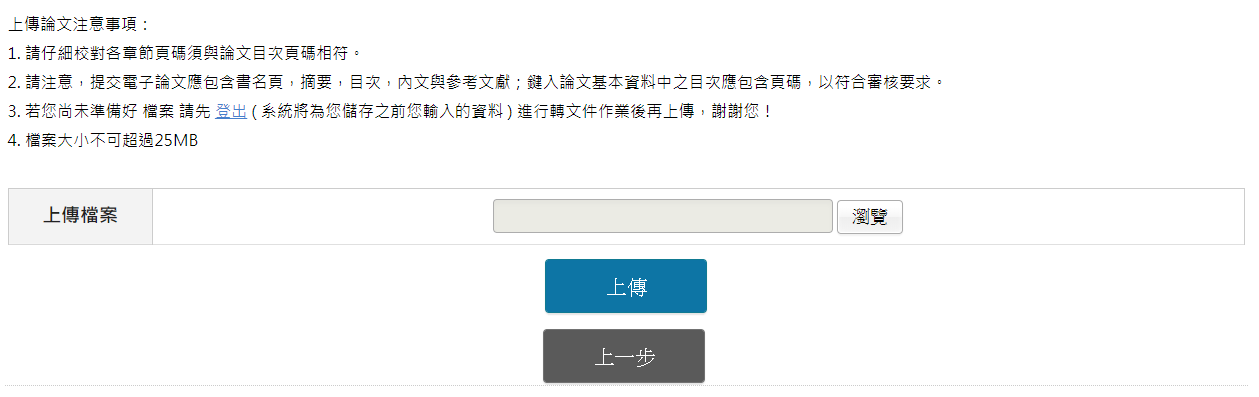 上傳論文注意事項：
1. 請仔細校對各章節頁碼須與論文目次頁碼相符。
2. 請注意，提交電子論文應包含書名頁，摘要，目次，內文與參考文獻；鍵入論文基本資料中之目次應包含頁碼，以符合審核要求。
3. 若您尚未準備好 檔案 請先 登出 ( 系統將為您儲存之前您輸入的資料 ) 進行轉文件作業後再上傳，謝謝您！
4. 檔案大小不可超過25MB
上傳檔案 瀏覽
上傳
上一步